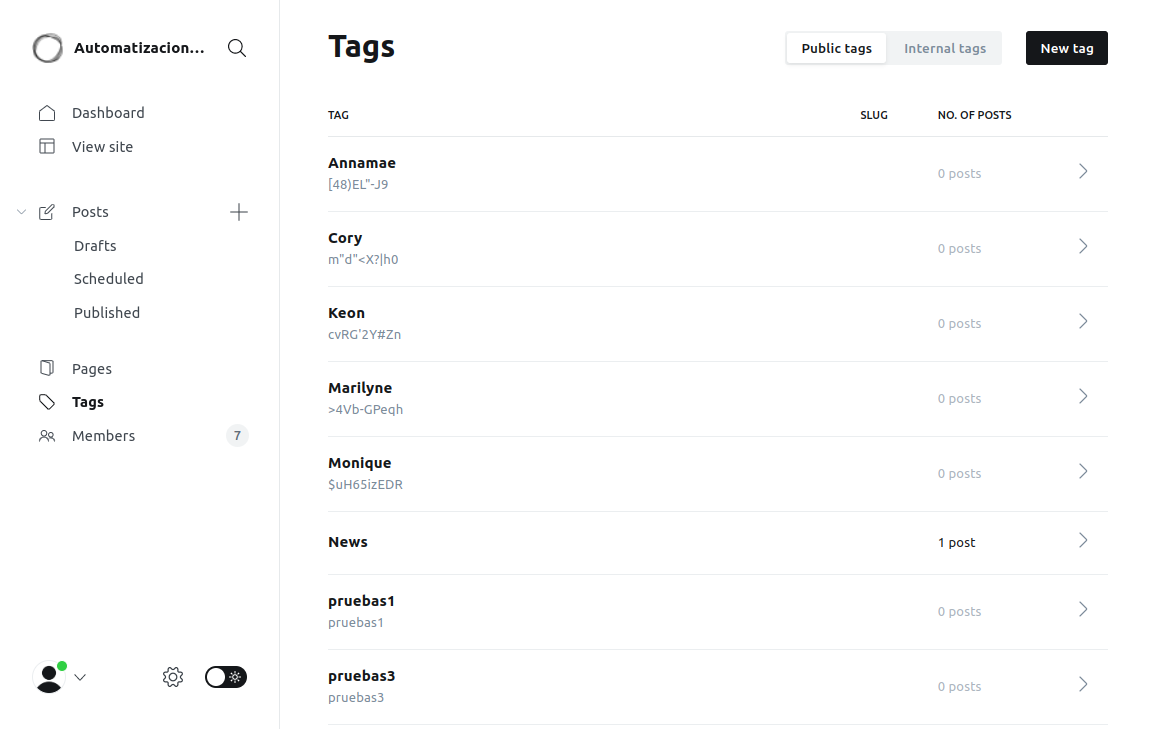 Automatizacion...
Dashboard
View site
Posts
Drafts
Scheduled
Published
Pages
Tags
Members 7
Tags
Public tags Internal tags New tag
TAG SLUG NO. OF POSTS
Annamae
[48)EL"-J9
0 posts
Cory
m"d"<X?|h0
0 posts
Keon
cvRG'2Y#Zn
0 posts
Marilyne
>4Vb-GPeqh
0 posts
Monique
$uH65izEDR
0 posts
News
1 post
pruebas1
pruebas1
0 posts
pruebas3
pruebas3
0 posts